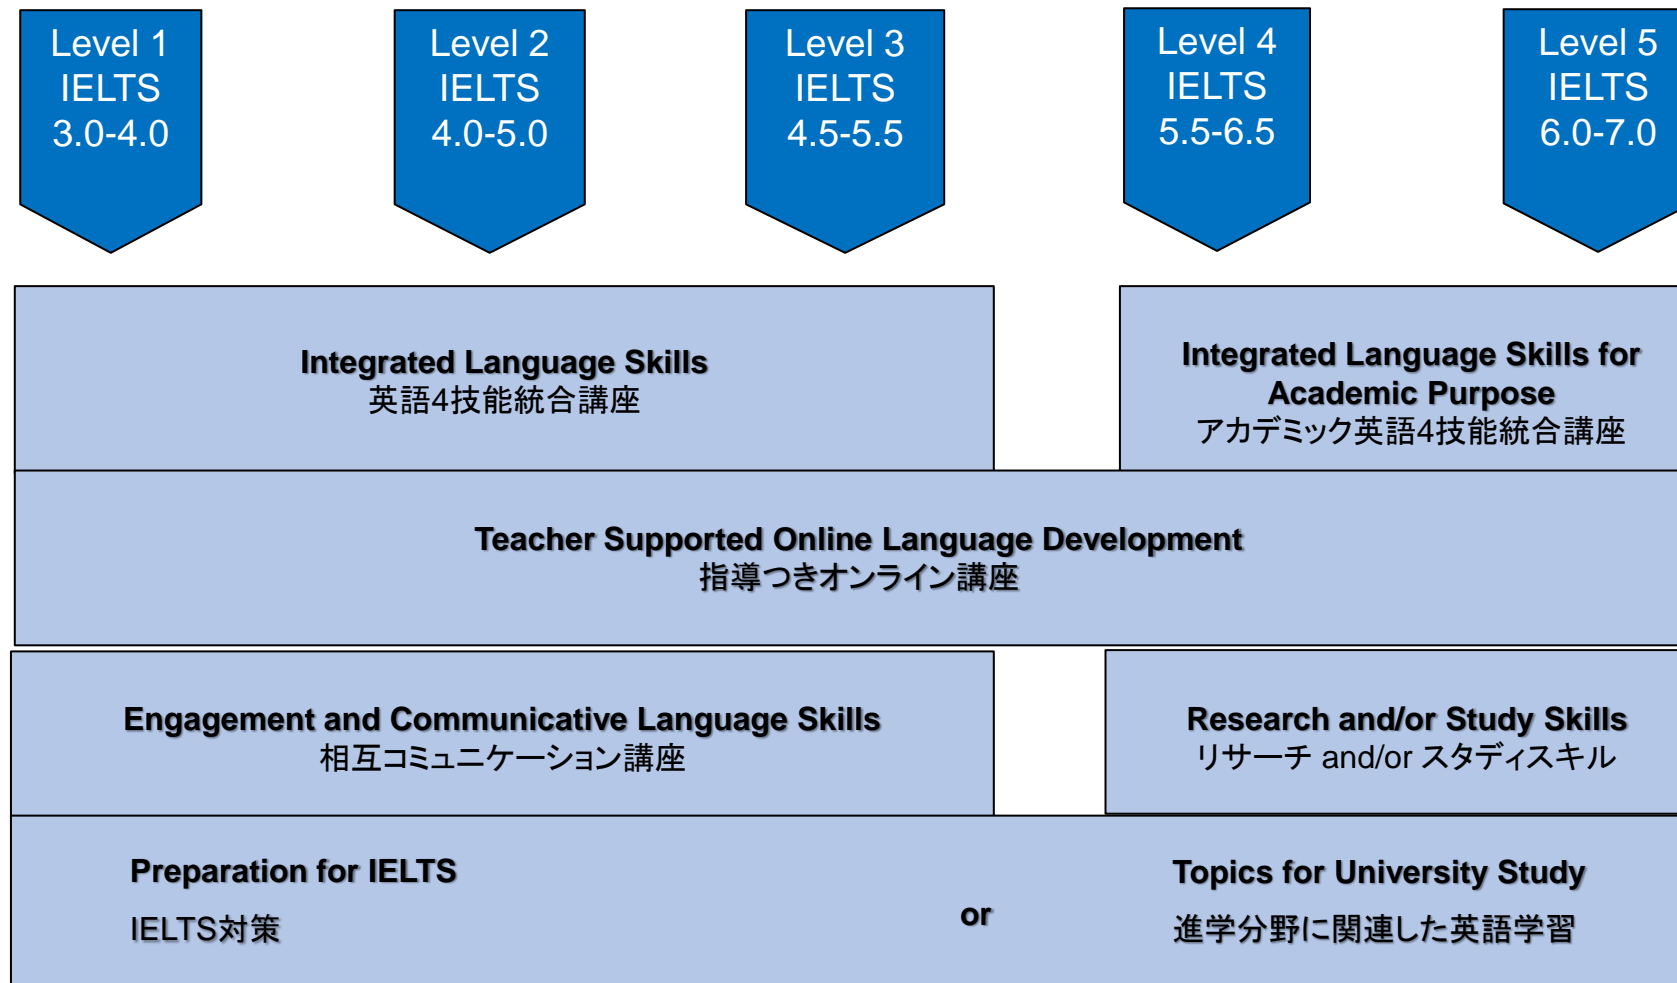 Level 1
IELTS
3.0-4.0
Level 2
IELTS
4.0-5.0
Level 3
IELTS
4.5-5.5
Level 4
IELTS
5.5-6.5
Level 5
IELTS
6.0-7.0
Integrated Language Skills
英語4技能統合講座
Integrated Language Skills for
Academic Purpose
アカデミック英語4技能統合講座
Teacher Supported Online Language Development
指導つきオンライン講座
Engagement and Communicative Language Skills
相互コミュニケーション講座
Research and/or Study Skills
リサーチ and/or スタディスキル
Preparation for IELTS
IELTS対策
or
Topics for University Study
進学分野に関連した英語学習